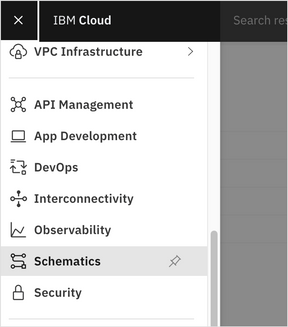 IBM Cloud
Search res
VPC Infrastructure
API Management
App Development
DevOps
Interconnectivity
Observability
Schematics
Security